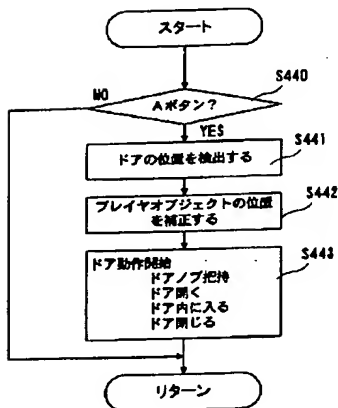 スタート
S440
NO
Aボタン?
YES
S441
ドアの位置を検出する
S442
プレイヤオブジェクトの位置
を補正する
S443
ドア動作開始
ドアノブ把持
ドア開く
ドア内に入る
ドア閉じる
リターン